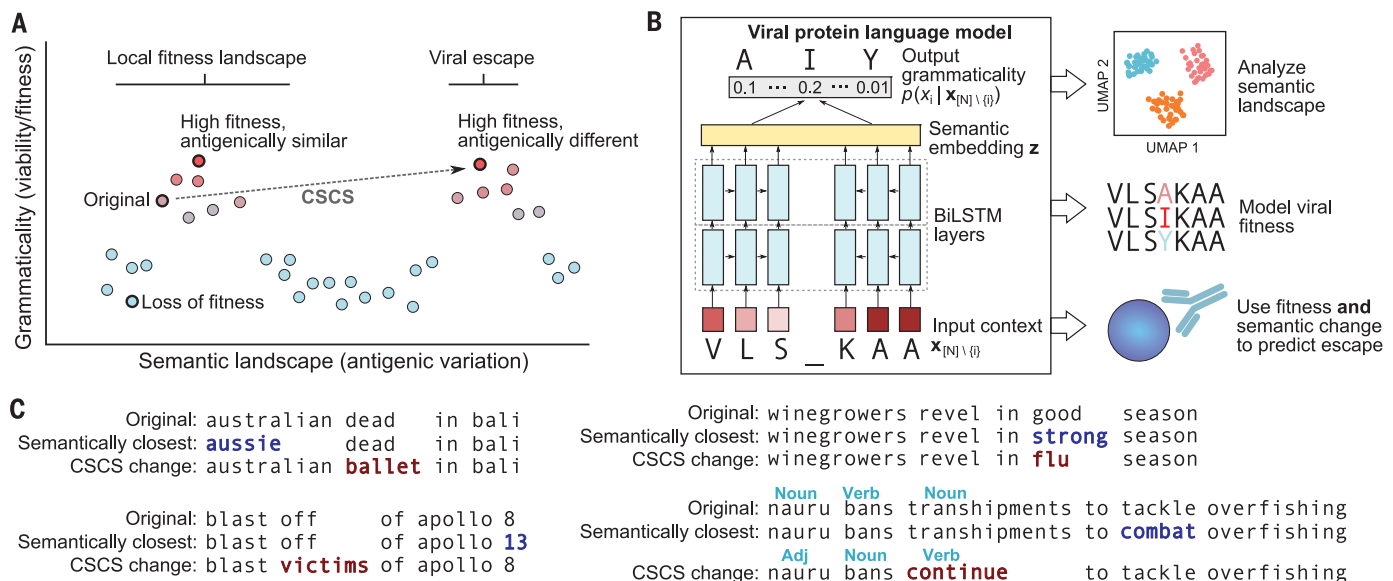 A
Grammaticality (viability/fitness)
Local fitness landscape
Viral escape
High fitness,
antigenically similar
High fitness,
antigenically different
Original
CSCS
Loss of fitness
Semantic landscape (antigenic variation)
B
Viral protein language model
A I Y
0.1 ··· 0.2 ··· 0.01
Output
grammaticality
p(x_i | x_{[N] \ {i}})
Semantic
embedding z
BiLSTM
layers
Input context
x_{[N] \ {i}}
V L S _ K A A
UMAP 2
UMAP 1
Analyze
semantic
landscape
VLSAKAA
VLSIKAA
VLSYKAA
Model viral
fitness
Use fitness and
semantic change
to predict escape
C
Original: australian dead in bali
Semantically closest: aussie dead in bali
CSCS change: australian ballet in bali
Original: blast off of apollo 8
Semantically closest: blast off of apollo 13
CSCS change: blast victims of apollo 8
Original: winegrowers revel in good season
Semantically closest: winegrowers revel in strong season
CSCS change: winegrowers revel in flu season
Noun Verb Noun
Original: nauru bans transhipments to tackle overfishing
Semantically closest: nauru bans transhipments to combat overfishing
Adj Noun Verb
CSCS change: nauru bans continue to tackle overfishing